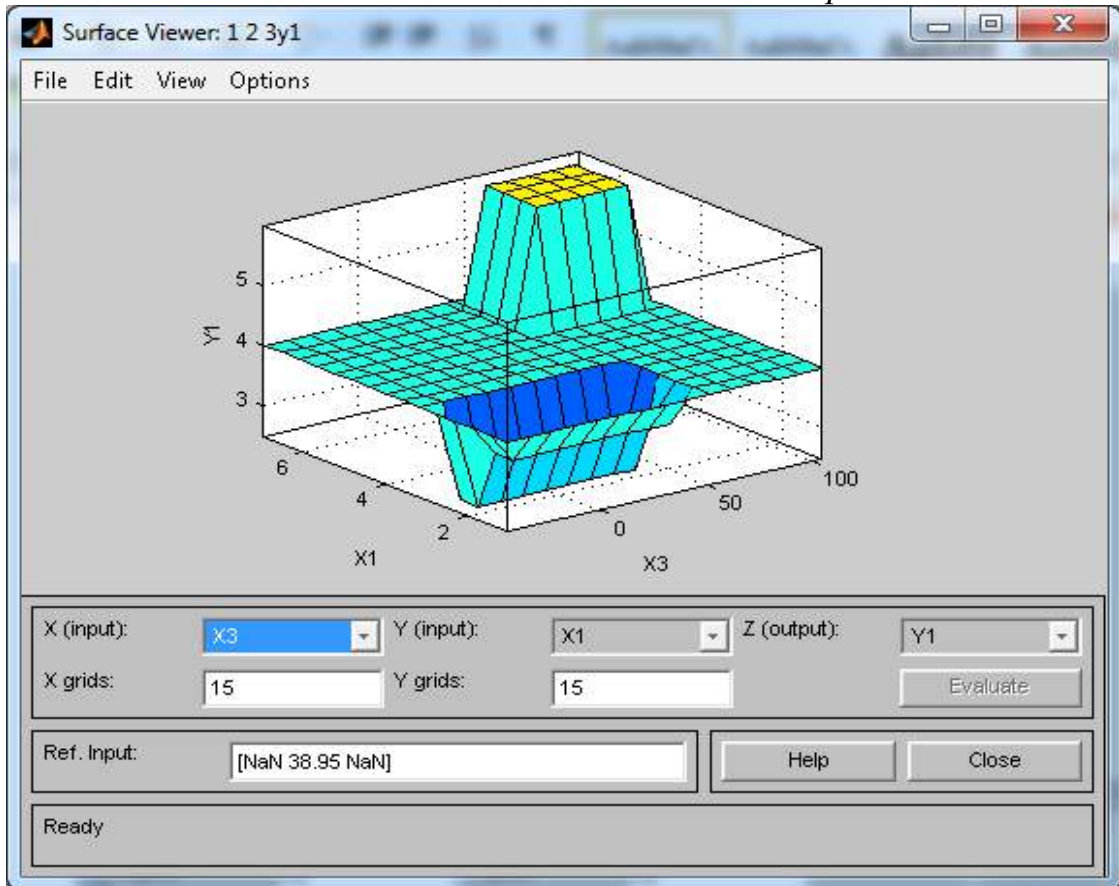 Surface Viewer: 1 2 3y1
File Edit View Options
5
4
3
Y1
6
4
2
X1
0
50
100
X3
X (input): X3 Y (input): X1 Z (output): Y1
X grids: 15 Y grids: 15 Evaluate
Ref. Input: [NaN 38.95 NaN] Help Close
Ready